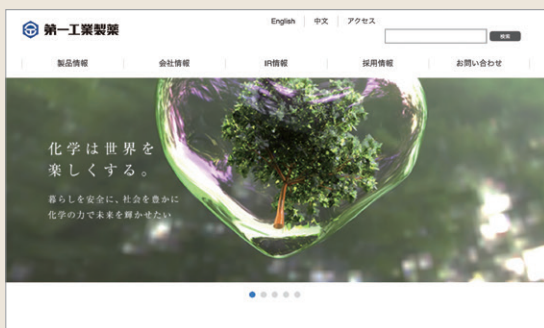 第一工業製薬
English 中文 アクセス
検索
製品情報 会社情報 IR情報 採用情報 お問い合わせ
化学は世界を
楽しくする。
暮らしを安全に、社会を豊かに
化学の力で未来を輝かせたい